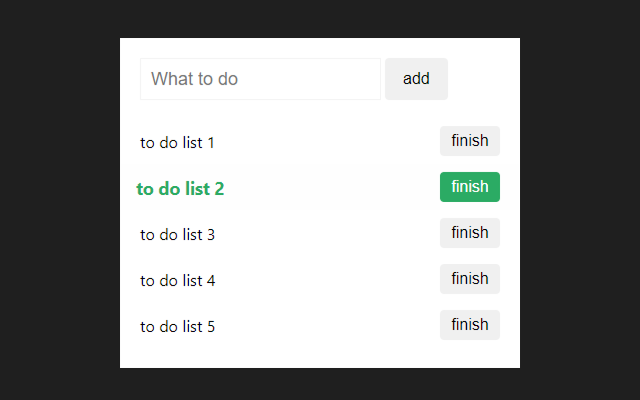 What to do add
to do list 1 finish
to do list 2 finish
to do list 3 finish
to do list 4 finish
to do list 5 finish